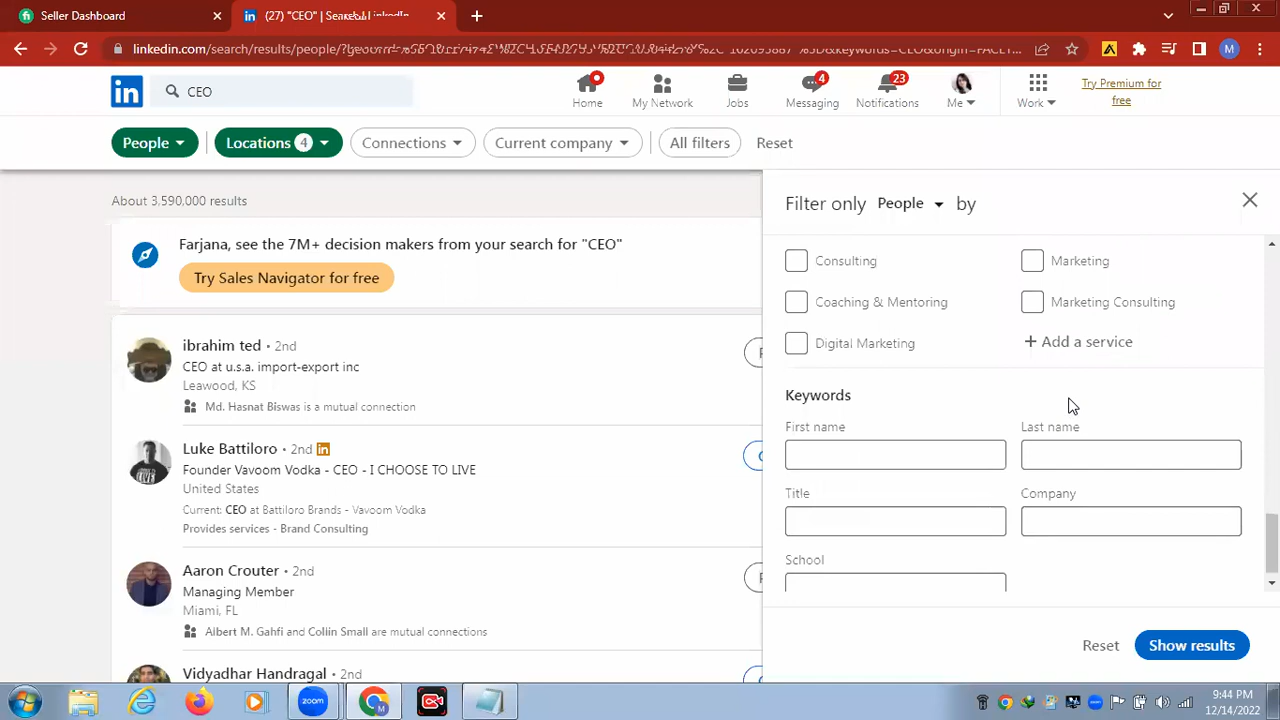 Seller Dashboard
(27) "CEO" | Search | LinkedIn
M
in
CEO
Home
My Network
Jobs
4
Messaging
23
Notifications
Me
Work
Try Premium for
free
People
Locations 4
Connections
Current company
All filters
Reset
About 3,590,000 results
Farjana, see the 7M+ decision makers from your search for "CEO"
Try Sales Navigator for free
ibrahim ted • 2nd
CEO at u.s.a. import-export inc
Leawood, KS
Md. Hasnat Biswas is a mutual connection
Luke Battiloro • 2nd in
Founder Vavoom Vodka - CEO - I CHOOSE TO LIVE
United States
Current: CEO at Battiloro Brands - Vavoom Vodka
Provides services - Brand Consulting
Aaron Crouter • 2nd
Managing Member
Miami, FL
Albert M. Gahfi and Coliin Small are mutual connections
Vidyadhar Handragal • 2nd
Filter only People by
Consulting
Marketing
Coaching & Mentoring
Marketing Consulting
Digital Marketing
+ Add a service
Keywords
First name
Last name
Title
Company
School
Reset
Show results
zoom
9:44 PM
12/14/2022